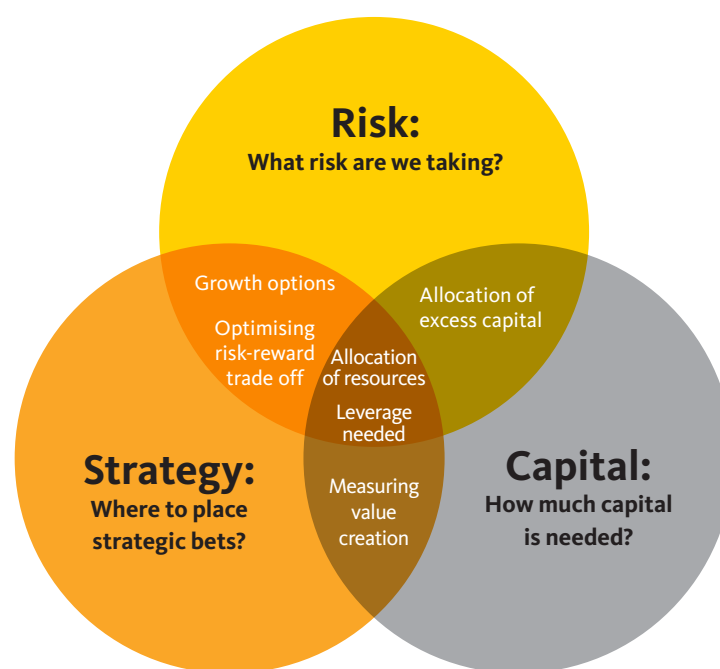 Risk:
What risk are we taking?
Growth options
Optimising
risk-reward
trade off
Allocation of
excess capital
Allocation
of resources
Leverage
needed
Strategy:
Where to place
strategic bets?
Measuring
value
creation
Capital:
How much capital
is needed?